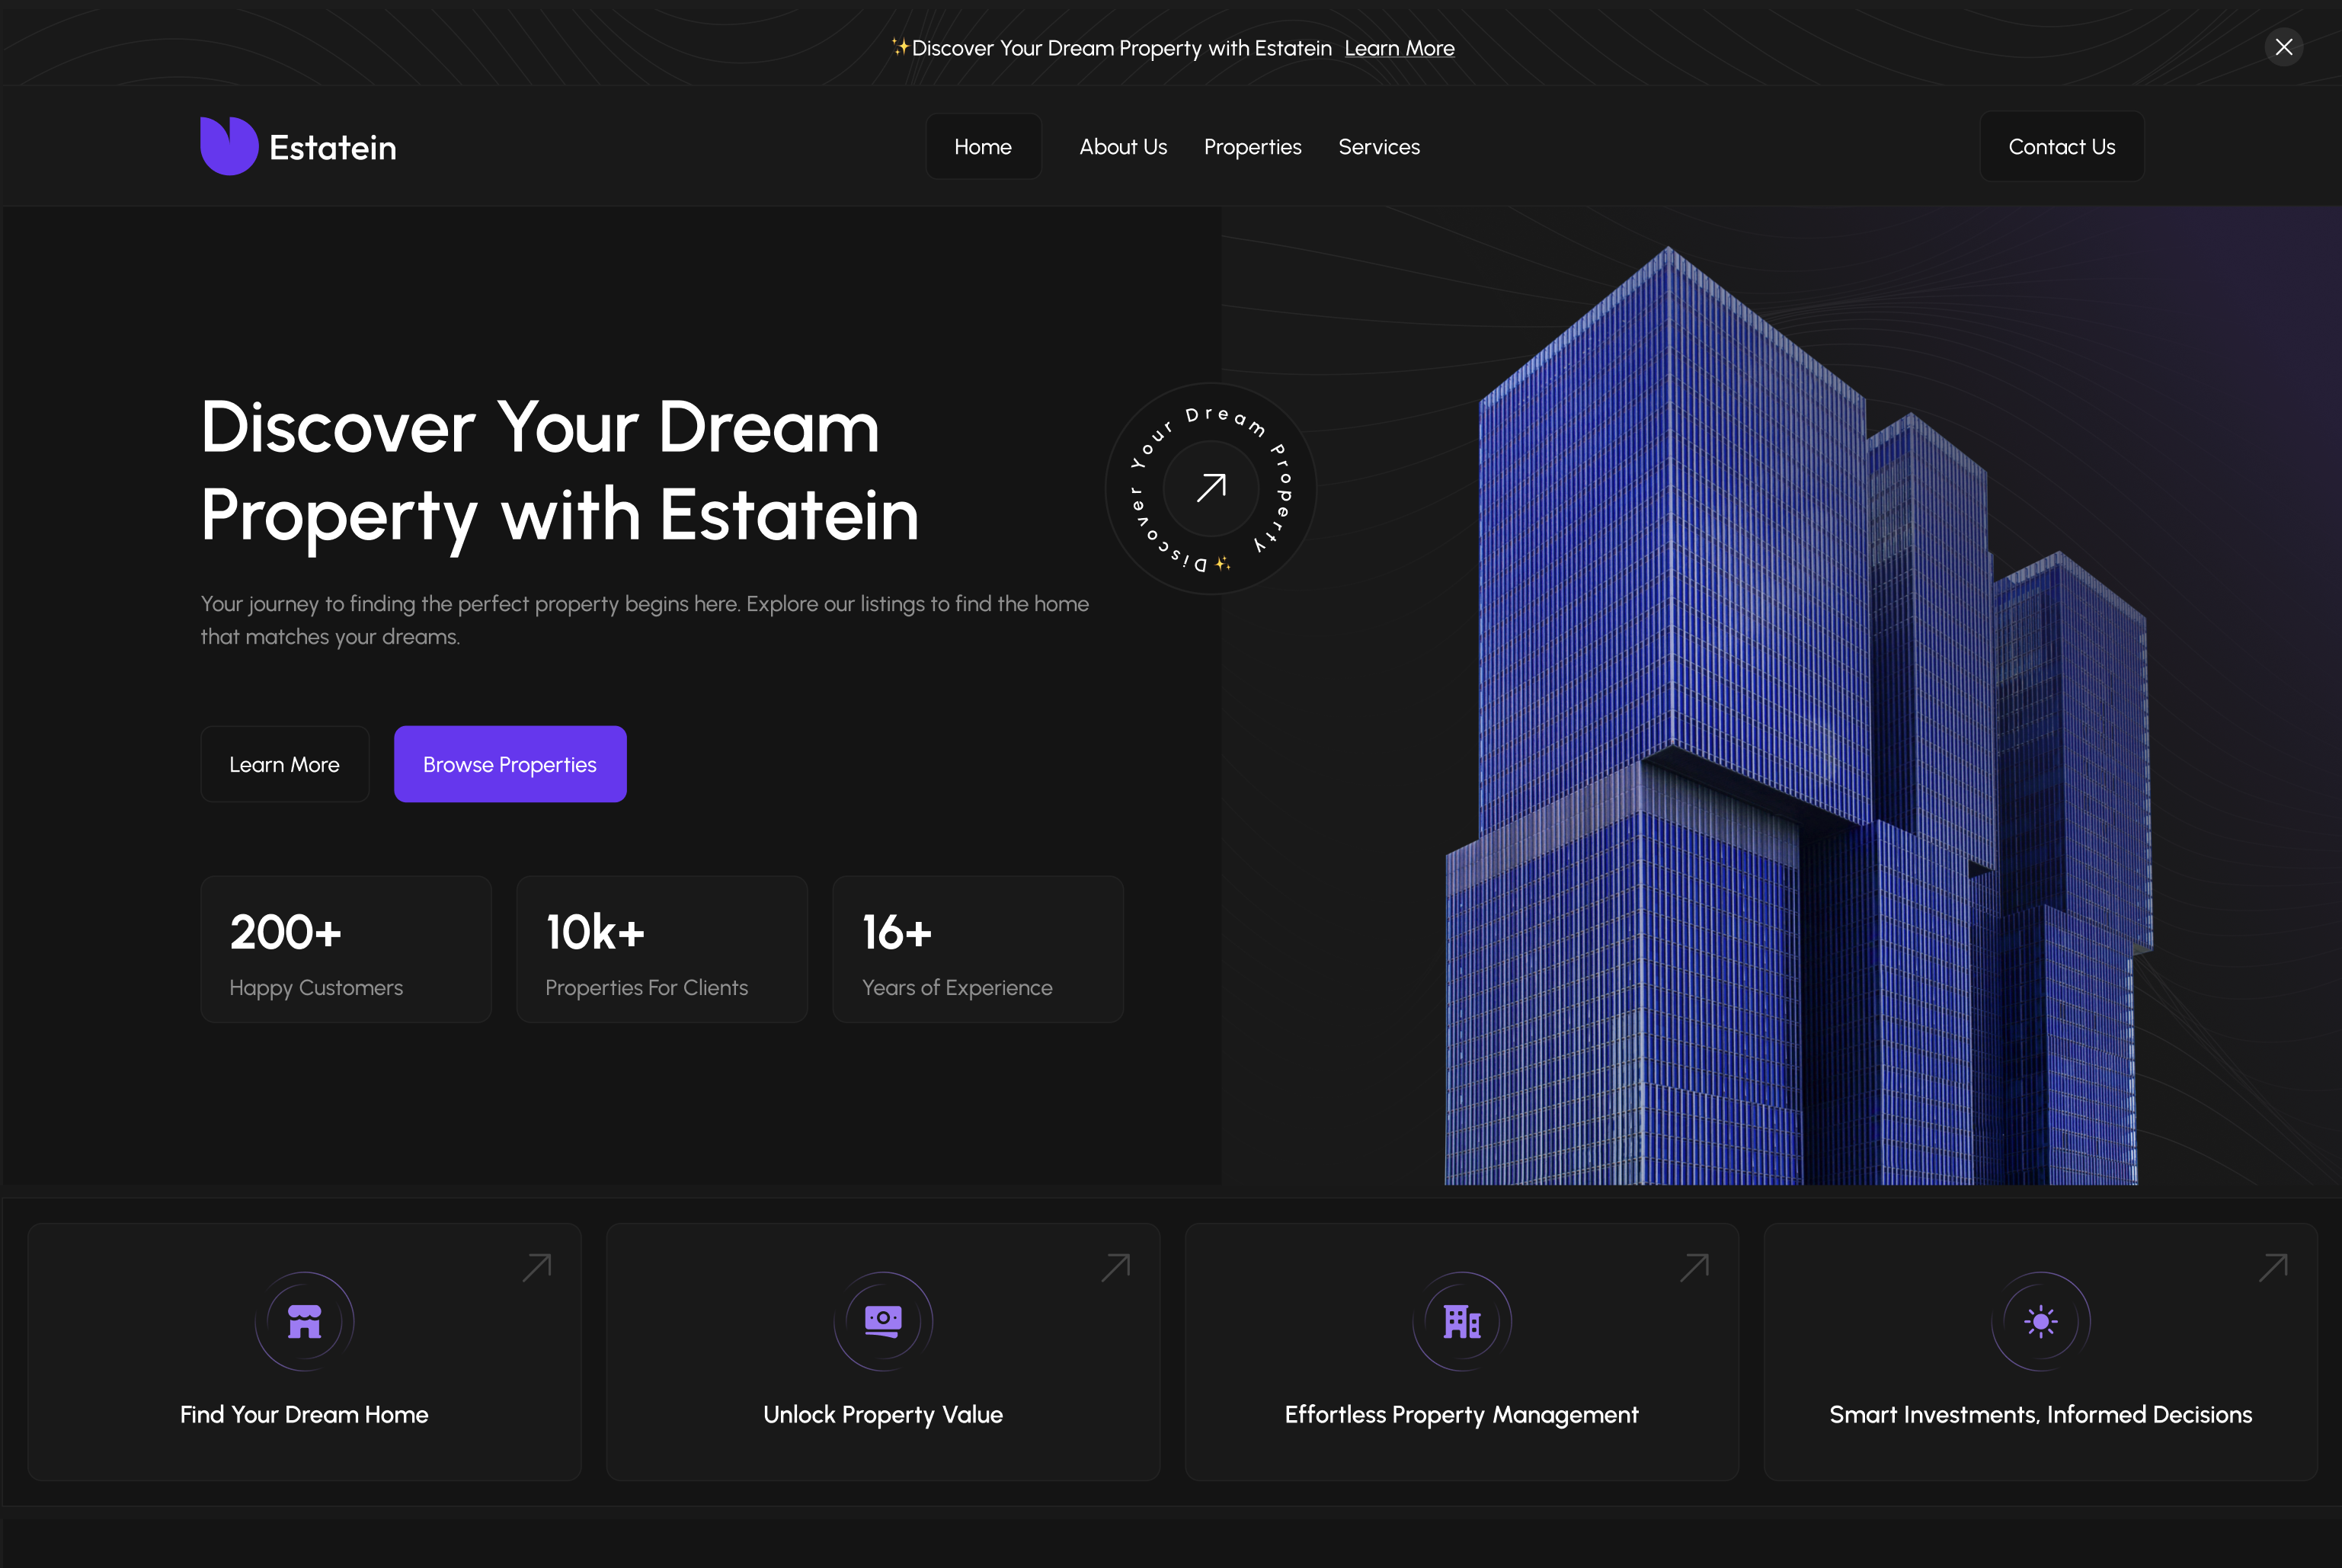 ✨Discover Your Dream Property with Estatein Learn More
Estatein
Home
About Us
Properties
Services
Contact Us
Discover Your Dream
Property with Estatein
✨Discover Your Dream Property
Your journey to finding the perfect property begins here. Explore our listings to find the home
that matches your dreams.
Learn More
Browse Properties
200+
Happy Customers
10k+
Properties For Clients
16+
Years of Experience
Find Your Dream Home
Unlock Property Value
Effortless Property Management
Smart Investments, Informed Decisions